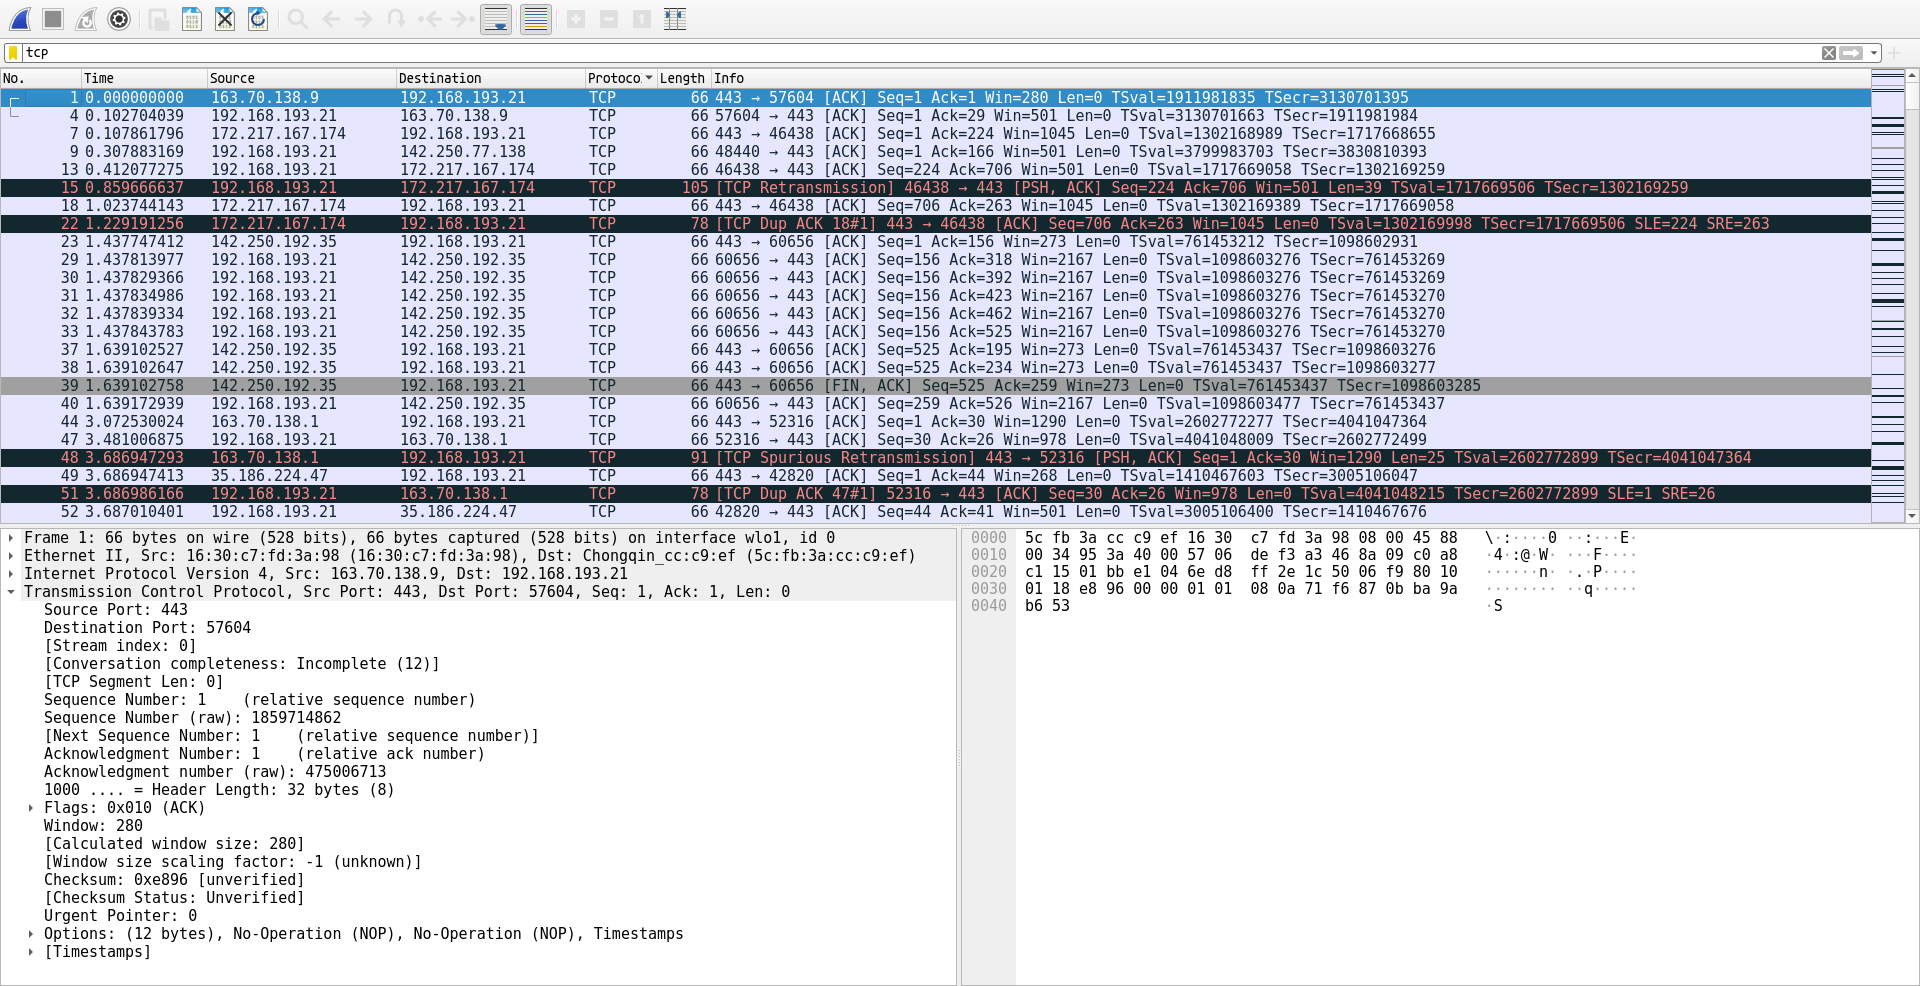 tcp
No. Time Source Destination Protoco Length Info
1 0.000000000 163.70.138.9 192.168.193.21 TCP 66 443 → 57604 [ACK] Seq=1 Ack=1 Win=280 Len=0 TSval=1911981835 TSecr=3130701395
4 0.102704039 192.168.193.21 163.70.138.9 TCP 66 57604 → 443 [ACK] Seq=1 Ack=29 Win=501 Len=0 TSval=3130701663 TSecr=1911981984
7 0.107861796 172.217.167.174 192.168.193.21 TCP 66 443 → 46438 [ACK] Seq=1 Ack=224 Win=1045 Len=0 TSval=1302168989 TSecr=1717668655
9 0.307883169 192.168.193.21 142.250.77.138 TCP 66 48440 → 443 [ACK] Seq=1 Ack=166 Win=501 Len=0 TSval=3799983703 TSecr=3830810393
13 0.412077275 192.168.193.21 172.217.167.174 TCP 66 46438 → 443 [ACK] Seq=224 Ack=706 Win=501 Len=0 TSval=1717669058 TSecr=1302169259
15 0.859666637 192.168.193.21 172.217.167.174 TCP 105 [TCP Retransmission] 46438 → 443 [PSH, ACK] Seq=224 Ack=706 Win=501 Len=39 TSval=1717669506 TSecr=1302169259
18 1.023744143 172.217.167.174 192.168.193.21 TCP 66 443 → 46438 [ACK] Seq=706 Ack=263 Win=1045 Len=0 TSval=1302169389 TSecr=1717669058
22 1.229191256 172.217.167.174 192.168.193.21 TCP 78 [TCP Dup ACK 18#1] 443 → 46438 [ACK] Seq=706 Ack=263 Win=1045 Len=0 TSval=1302169998 TSecr=1717669506 SLE=224 SRE=263
23 1.437747412 142.250.192.35 192.168.193.21 TCP 66 443 → 60656 [ACK] Seq=1 Ack=156 Win=273 Len=0 TSval=761453212 TSecr=1098602931
29 1.437813977 192.168.193.21 142.250.192.35 TCP 66 60656 → 443 [ACK] Seq=156 Ack=318 Win=2167 Len=0 TSval=1098603276 TSecr=761453269
30 1.437829366 192.168.193.21 142.250.192.35 TCP 66 60656 → 443 [ACK] Seq=156 Ack=392 Win=2167 Len=0 TSval=1098603276 TSecr=761453269
31 1.437834986 192.168.193.21 142.250.192.35 TCP 66 60656 → 443 [ACK] Seq=156 Ack=423 Win=2167 Len=0 TSval=1098603276 TSecr=761453270
32 1.437839334 192.168.193.21 142.250.192.35 TCP 66 60656 → 443 [ACK] Seq=156 Ack=462 Win=2167 Len=0 TSval=1098603276 TSecr=761453270
33 1.437843783 192.168.193.21 142.250.192.35 TCP 66 60656 → 443 [ACK] Seq=156 Ack=525 Win=2167 Len=0 TSval=1098603276 TSecr=761453270
37 1.639102527 142.250.192.35 192.168.193.21 TCP 66 443 → 60656 [ACK] Seq=525 Ack=195 Win=273 Len=0 TSval=761453437 TSecr=1098603276
38 1.639102647 142.250.192.35 192.168.193.21 TCP 66 443 → 60656 [ACK] Seq=525 Ack=234 Win=273 Len=0 TSval=761453437 TSecr=1098603277
39 1.639102758 142.250.192.35 192.168.193.21 TCP 66 443 → 60656 [FIN, ACK] Seq=525 Ack=259 Win=273 Len=0 TSval=761453437 TSecr=1098603285
40 1.639172939 192.168.193.21 142.250.192.35 TCP 66 60656 → 443 [ACK] Seq=259 Ack=526 Win=2167 Len=0 TSval=1098603477 TSecr=761453437
44 3.072530024 163.70.138.1 192.168.193.21 TCP 66 443 → 52316 [ACK] Seq=1 Ack=30 Win=1290 Len=0 TSval=2602772277 TSecr=4041047364
47 3.481006875 192.168.193.21 163.70.138.1 TCP 66 52316 → 443 [ACK] Seq=30 Ack=26 Win=978 Len=0 TSval=4041048009 TSecr=2602772499
48 3.686947293 163.70.138.1 192.168.193.21 TCP 91 [TCP Spurious Retransmission] 443 → 52316 [PSH, ACK] Seq=1 Ack=30 Win=1290 Len=25 TSval=2602772899 TSecr=4041047364
49 3.686947413 35.186.224.47 192.168.193.21 TCP 66 443 → 42820 [ACK] Seq=1 Ack=44 Win=268 Len=0 TSval=1410467603 TSecr=3005106047
51 3.686986166 192.168.193.21 163.70.138.1 TCP 78 [TCP Dup ACK 47#1] 52316 → 443 [ACK] Seq=30 Ack=26 Win=978 Len=0 TSval=4041048215 TSecr=2602772899 SLE=1 SRE=26
52 3.687010401 192.168.193.21 35.186.224.47 TCP 66 42820 → 443 [ACK] Seq=44 Ack=41 Win=501 Len=0 TSval=3005106400 TSecr=1410467676
Frame 1: 66 bytes on wire (528 bits), 66 bytes captured (528 bits) on interface wlo1, id 0
Ethernet II, Src: 16:30:c7:fd:3a:98 (16:30:c7:fd:3a:98), Dst: Chongqin_cc:c9:ef (5c:fb:3a:cc:c9:ef)
Internet Protocol Version 4, Src: 163.70.138.9, Dst: 192.168.193.21
Transmission Control Protocol, Src Port: 443, Dst Port: 57604, Seq: 1, Ack: 1, Len: 0
Source Port: 443
Destination Port: 57604
[Stream index: 0]
[Conversation completeness: Incomplete (12)]
[TCP Segment Len: 0]
Sequence Number: 1    (relative sequence number)
Sequence Number (raw): 1859714862
[Next Sequence Number: 1    (relative sequence number)]
Acknowledgment Number: 1    (relative ack number)
Acknowledgment number (raw): 475006713
1000 .... = Header Length: 32 bytes (8)
Flags: 0x010 (ACK)
Window: 280
[Calculated window size: 280]
[Window size scaling factor: -1 (unknown)]
Checksum: 0xe896 [unverified]
[Checksum Status: Unverified]
Urgent Pointer: 0
Options: (12 bytes), No-Operation (NOP), No-Operation (NOP), Timestamps
[Timestamps]
0000 5c fb 3a cc c9 ef 16 30 c7 fd 3a 98 08 00 45 88 \·:····0 ··:···E·
0010 00 34 95 3a 40 00 57 06 de f3 a3 46 8a 09 c0 a8 ·4·:@·W· ···F····
0020 c1 15 01 bb e1 04 6e d8 ff 2e 1c 50 06 f9 80 10 ······n· ·.·P····
0030 01 18 e8 96 00 00 01 01 08 0a 71 f6 87 0b ba 9a ········ ··q·····
0040 b6 53 ·S